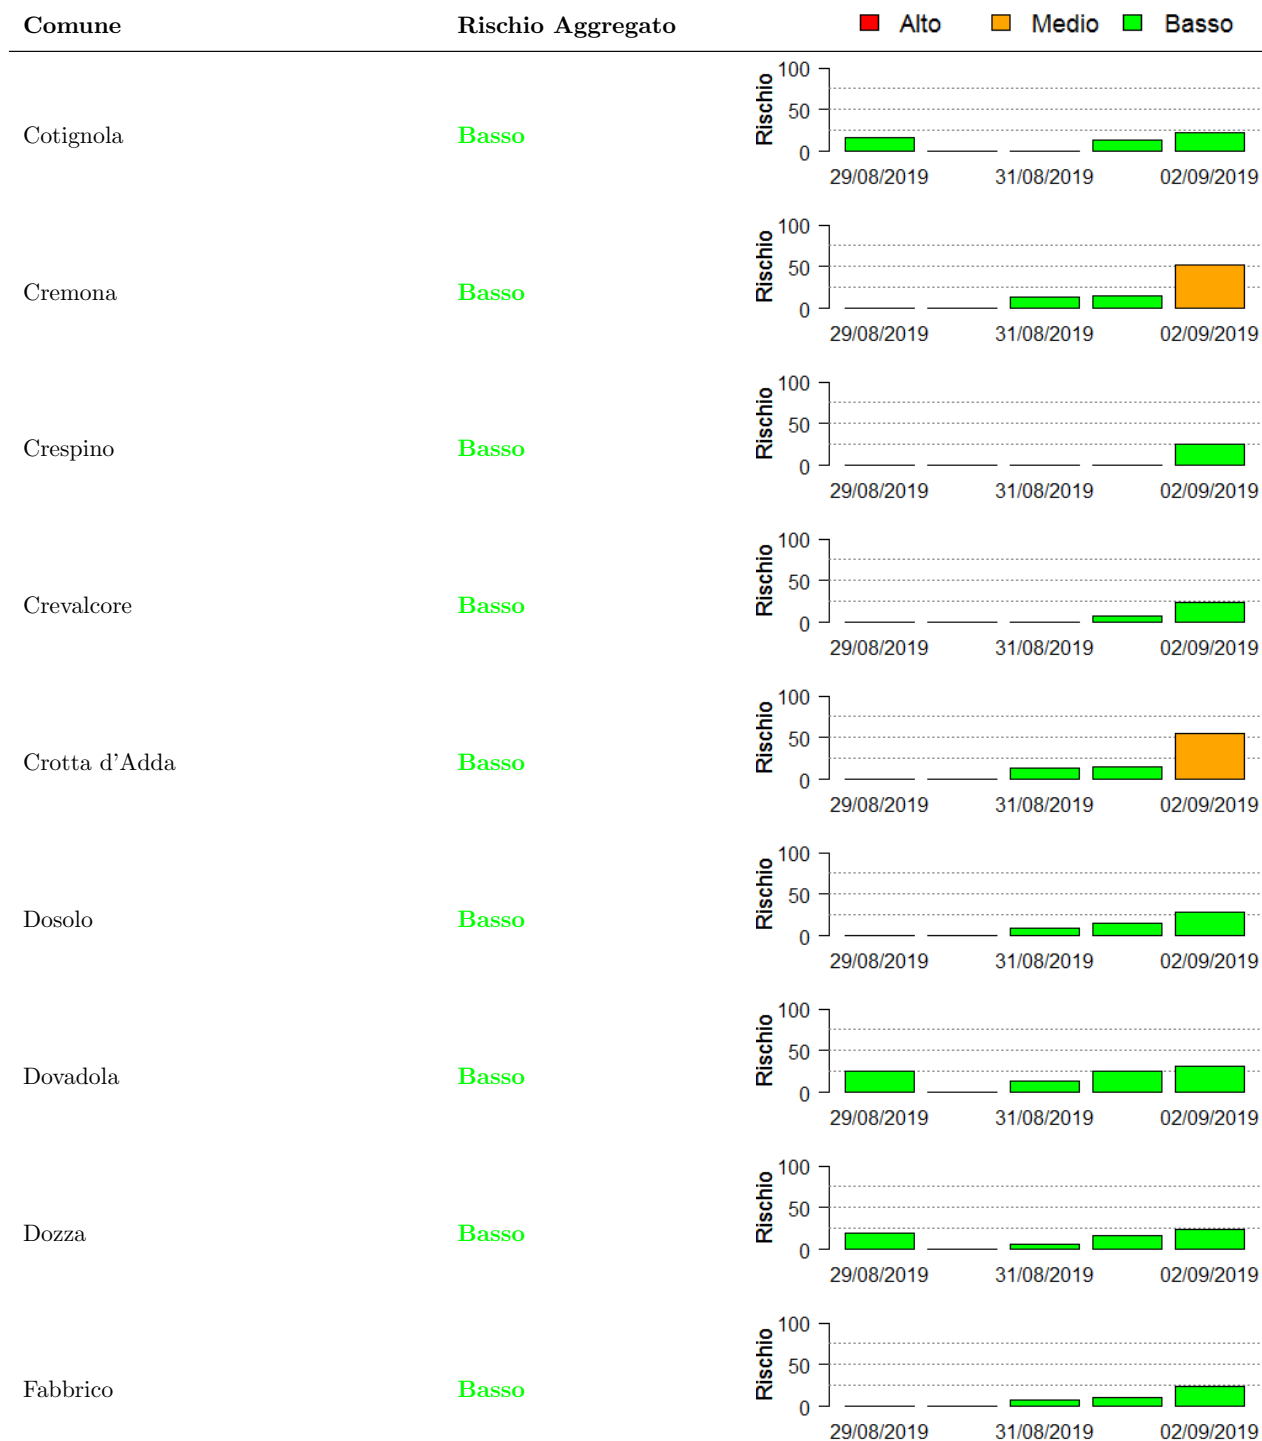 Comune Rischio Aggregato Alto Medio Basso
Cotignola Basso
Rischio
100
50
0
29/08/2019 31/08/2019 02/09/2019
Cremona Basso
Rischio
100
50
0
29/08/2019 31/08/2019 02/09/2019
Crespino Basso
Rischio
100
50
0
29/08/2019 31/08/2019 02/09/2019
Crevalcore Basso
Rischio
100
50
0
29/08/2019 31/08/2019 02/09/2019
Crotta d'Adda Basso
Rischio
100
50
0
29/08/2019 31/08/2019 02/09/2019
Dosolo Basso
Rischio
100
50
0
29/08/2019 31/08/2019 02/09/2019
Dovadola Basso
Rischio
100
50
0
29/08/2019 31/08/2019 02/09/2019
Dozza Basso
Rischio
100
50
0
29/08/2019 31/08/2019 02/09/2019
Fabbrico Basso
Rischio
100
50
0
29/08/2019 31/08/2019 02/09/2019